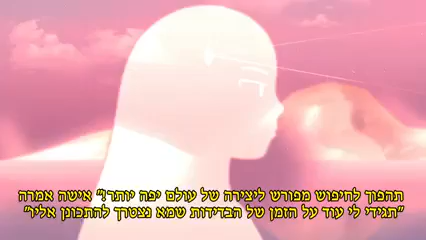 תהפוך לחיפוש מפורש ליצירה של עולם יפה יותר!" אישה אמרה
"תגידי לי עוד על הזמן של הבדידות שמא נצטרך להתכונן אליו"